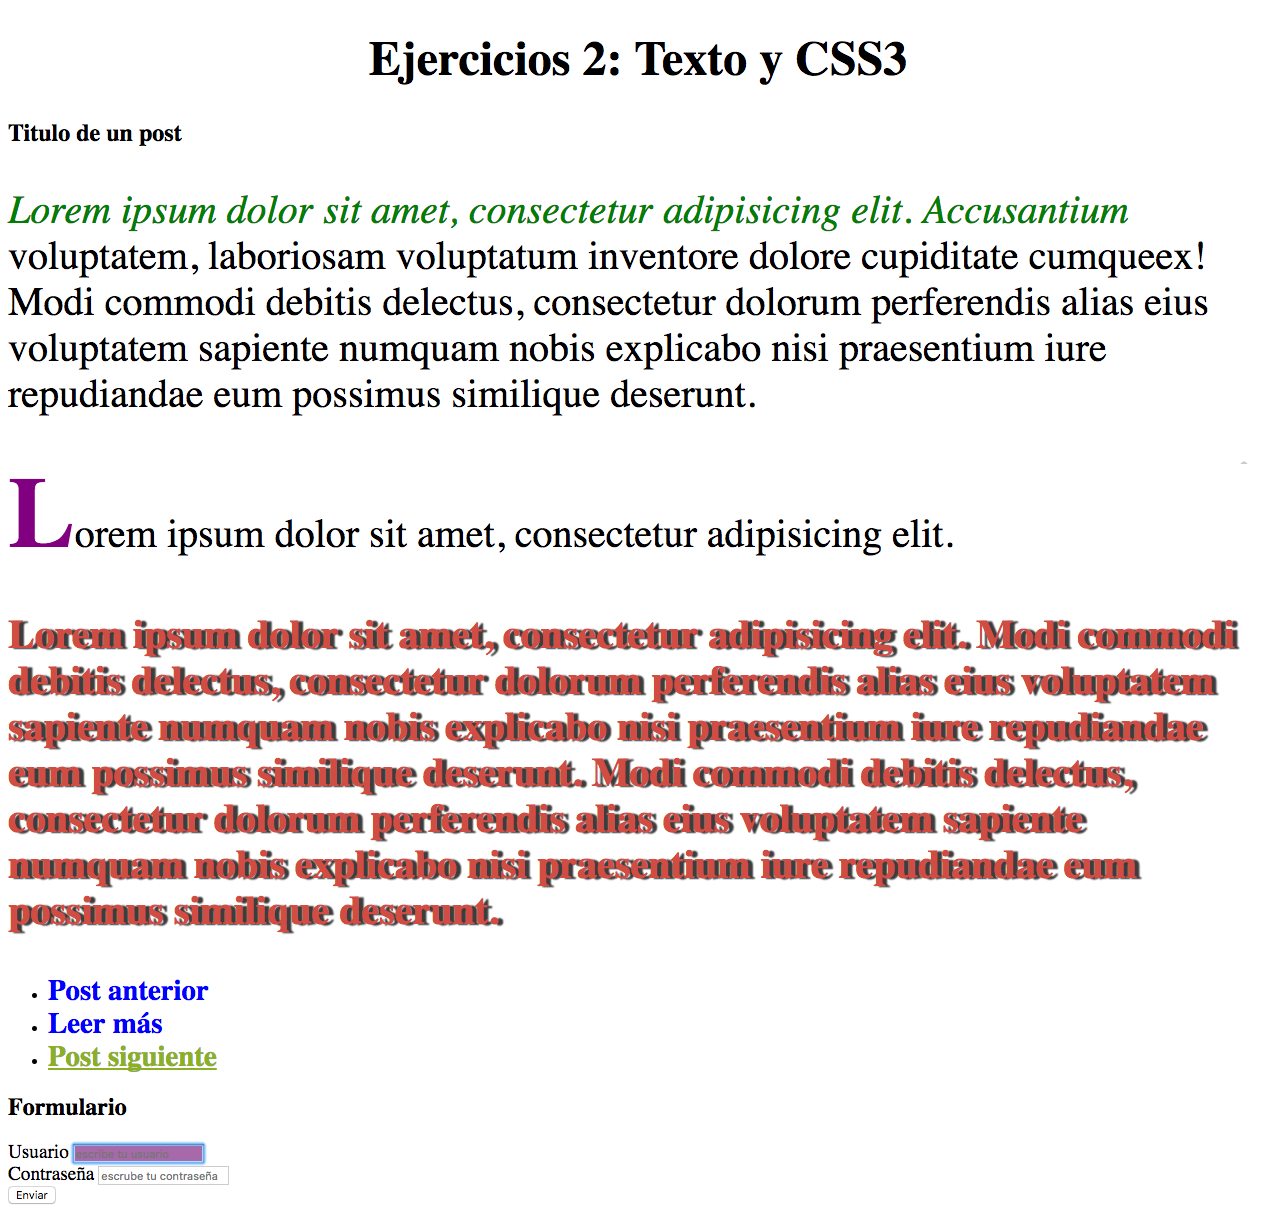 Ejercicios 2: Texto y CSS3
Titulo de un post
Lorem ipsum dolor sit amet, consectetur adipisicing elit. Accusantium
voluptatem, laboriosam voluptatum inventore dolore cupiditate cumqueex!
Modi commodi debitis delectus, consectetur dolorum perferendis alias eius
voluptatem sapiente numquam nobis explicabo nisi praesentium iure
repudiandae eum possimus similique deserunt.
Lorem ipsum dolor sit amet, consectetur adipisicing elit.
Lorem ipsum dolor sit amet, consectetur adipisicing elit. Modi commodi
debitis delectus, consectetur dolorum perferendis alias eius voluptatem
sapiente numquam nobis explicabo nisi praesentium iure repudiandae
eum possimus similique deserunt. Modi commodi debitis delectus,
consectetur dolorum perferendis alias eius voluptatem sapiente
numquam nobis explicabo nisi praesentium iure repudiandae eum
possimus similique deserunt.
• Post anterior
• Leer más
• Post siguiente
Formulario
Usuario escribe tu usuario
Contraseña escrube tu contraseña
Enviar